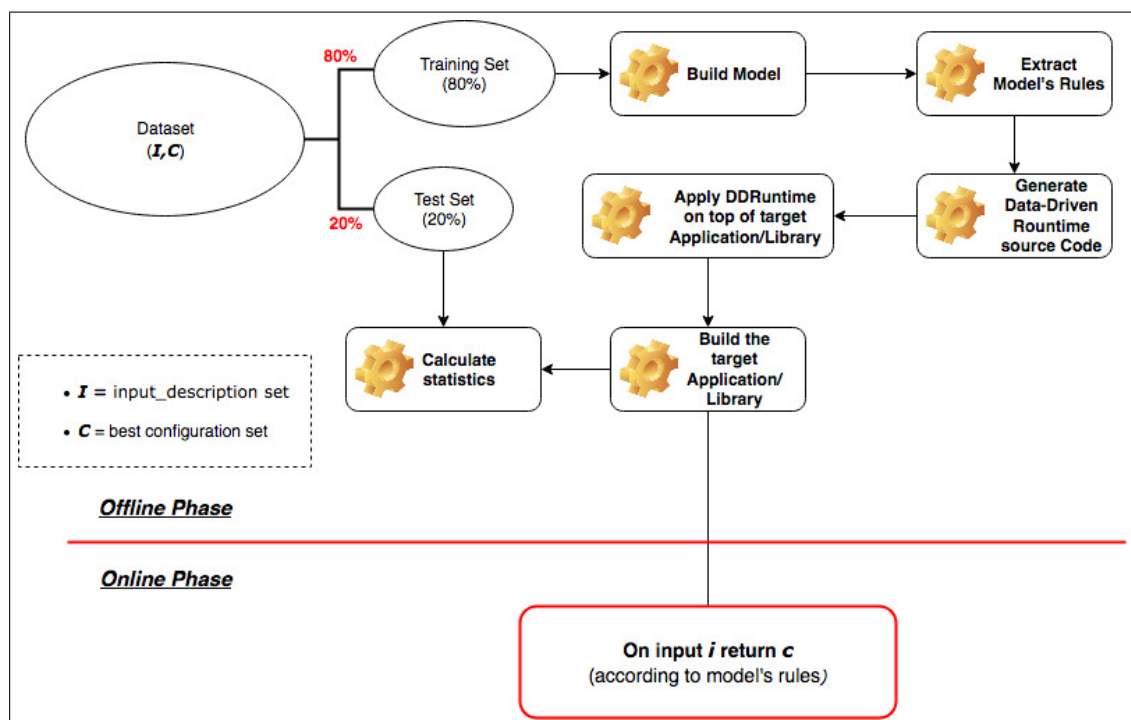 80%
Training Set
(80%)
Build Model
Extract
Model's Rules
Dataset
(I,C)
Test Set
(20%)
20%
Apply DDRuntime
on top of target
Application/Library
Generate
Data-Driven
Rountime
source Code
Calculate
statistics
Build the
target
Application/
Library
• I = input_description set
• C = best configuration set
Offline Phase
Online Phase
On input i return c
(according to model's rules)